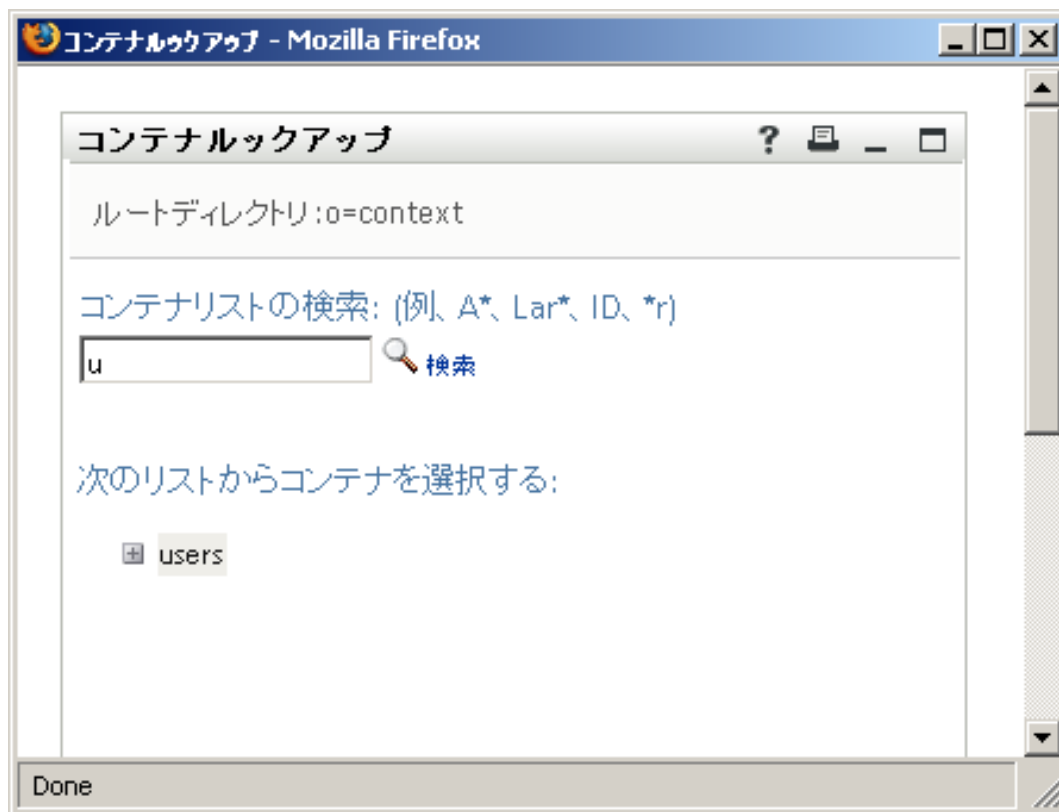 コンテナルックアップ - Mozilla Firefox
コンテナルックアップ
ルートディレクトリ:o=context
コンテナリストの検索: (例、A*、Lar*、ID、*r)
u 検索
次のリストからコンテナを選択する:
users
Done